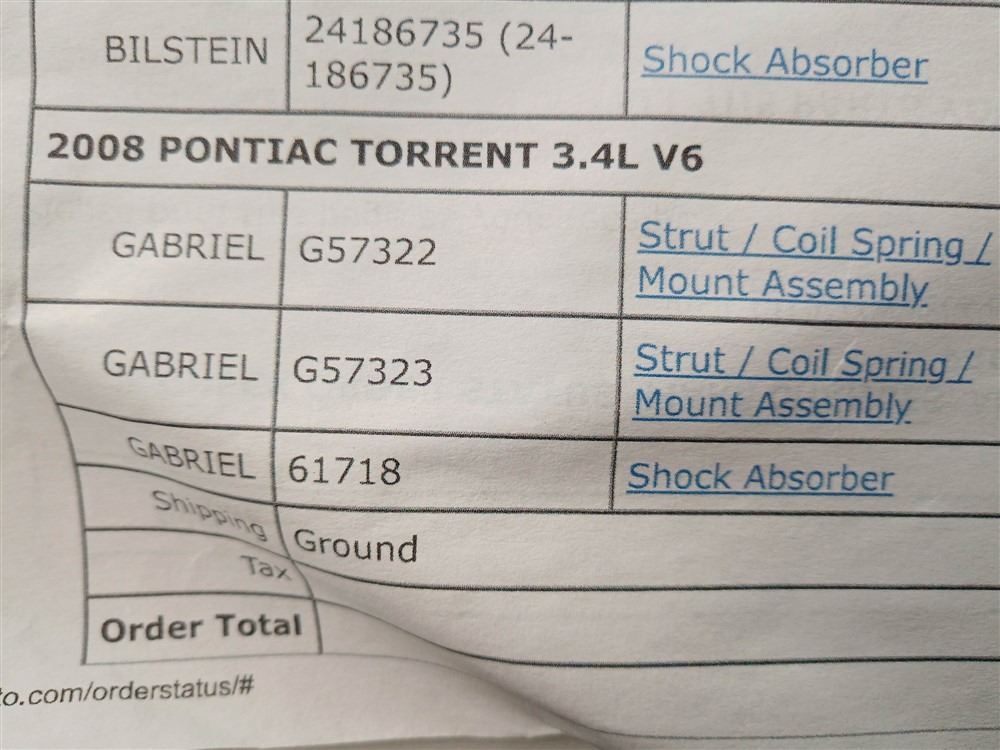 BILSTEIN
24186735 (24-
186735)
Shock Absorber
2008 PONTIAC TORRENT 3.4L V6
GABRIEL
G57322
Strut / Coil Spring /
Mount Assembly
GABRIEL
G57323
Strut / Coil Spring /
Mount Assembly
GABRIEL
61718
Shock Absorber
Shipping
Ground
Tax
Order Total
to.com/orderstatus/#